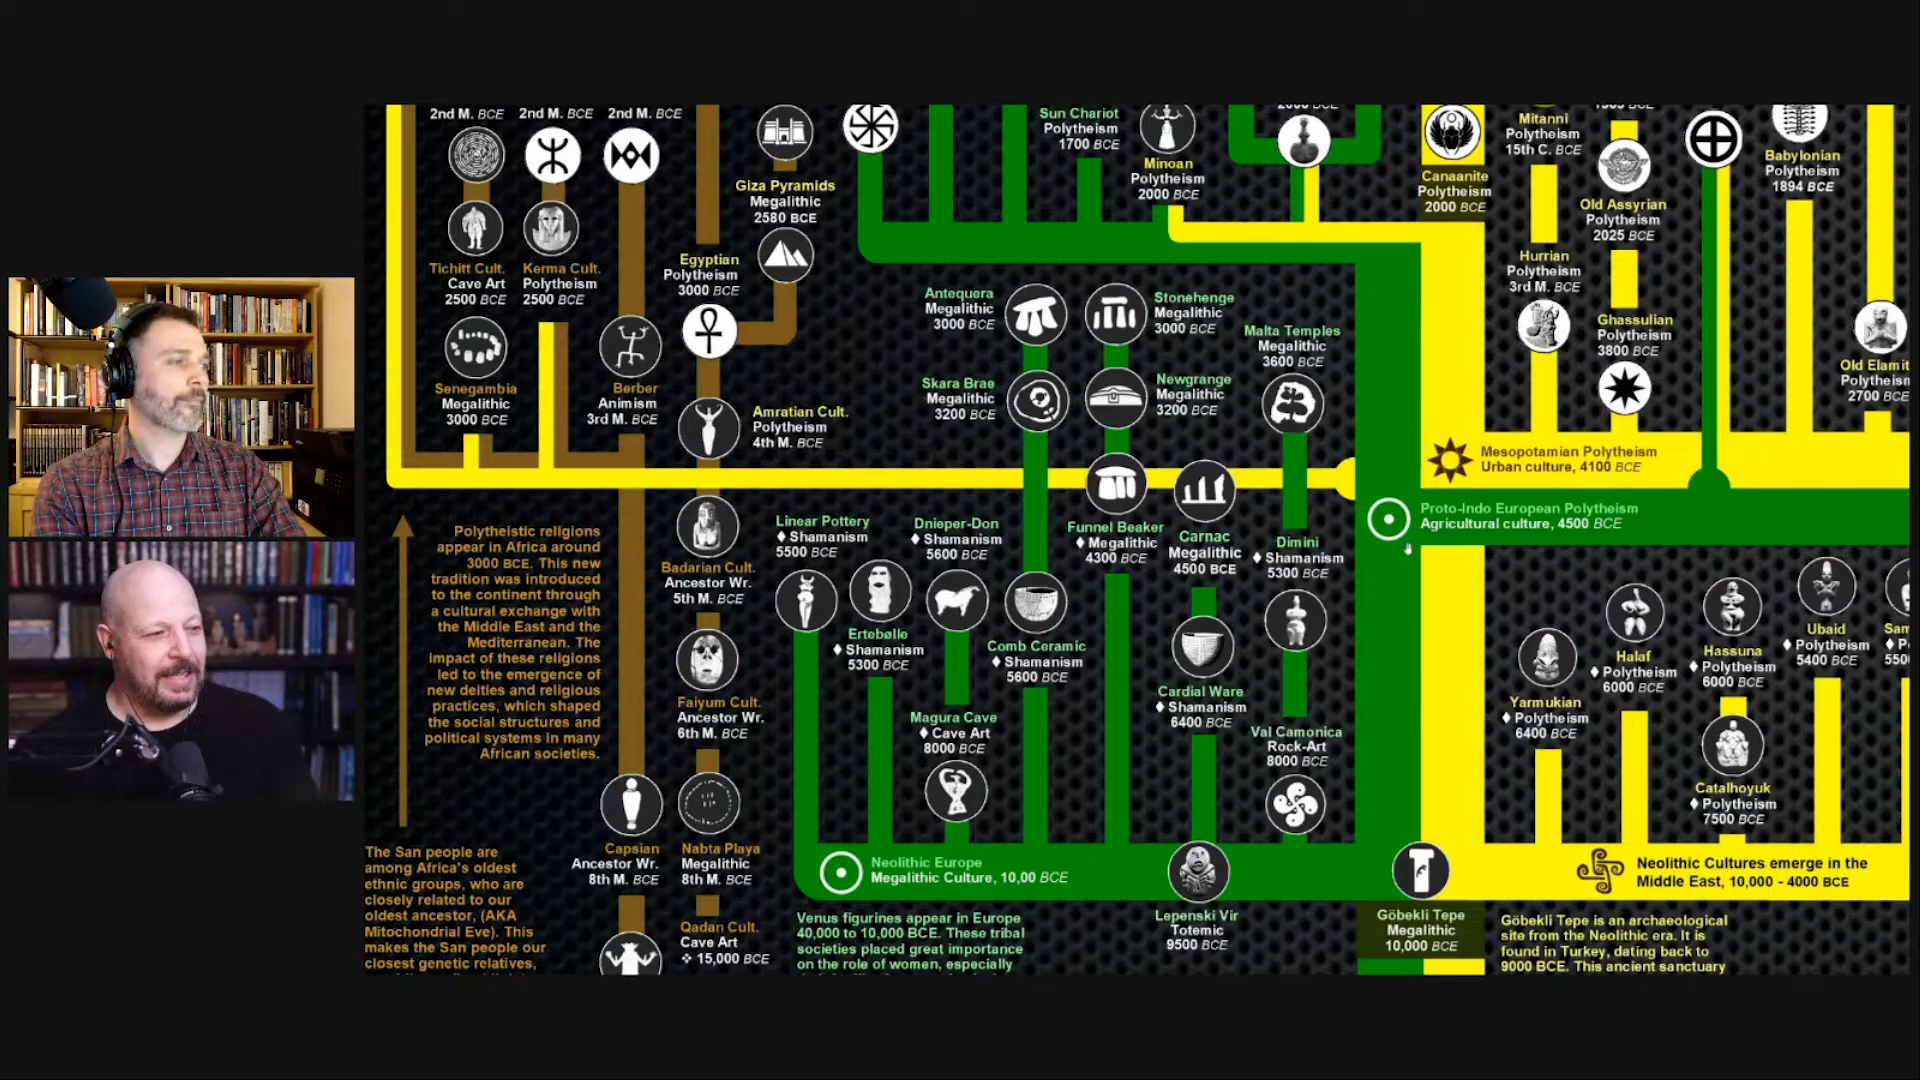 2nd M. BCE
2nd M. BCE
2nd M. BCE
Tichitt Cult.
Cave Art
2500 BCE
Kerma Cult.
Polytheism
2500 BCE
Senegambia
Megalithic
3000 BCE
Berber
Animism
3rd M. BCE
Giza Pyramids
Megalithic
2580 BCE
Egyptian
Polytheism
3000 BCE
Amratian Cult.
Polytheism
4th M. BCE
Sun Chariot
Polytheism
1700 BCE
Minoan
Polytheism
2000 BCE
Antequera
Megalithic
3000 BCE
Stonehenge
Megalithic
3000 BCE
Malta Temples
Megalithic
3600 BCE
Skara Brae
Megalithic
3200 BCE
Newgrange
Megalithic
3200 BCE
Canaanite
Polytheism
2000 BCE
Mitanni
Polytheism
15th C. BCE
Old Assyrian
Polytheism
2025 BCE
Babylonian
Polytheism
1894 BCE
Hurrian
Polytheism
3rd M. BCE
Ghassulian
Polytheism
3800 BCE
Old Elamit
Polytheism
2700 BCE
Mesopotamian Polytheism
Urban culture, 4100 BCE
Proto-Indo European Polytheism
Agricultural culture, 4500 BCE
Polytheistic religions
appear in Africa around
3000 BCE. This new
tradition was introduced
to the continent through
a cultural exchange with
the Middle East and the
Mediterranean. The
impact of these religions
led to the emergence of
new deities and religious
practices, which shaped
the social structures and
political systems in many
African societies.
Badarian Cult.
Ancestor Wr.
5th M. BCE
Faiyum Cult.
Ancestor Wr.
6th M. BCE
Linear Pottery
♦ Shamanism
5500 BCE
Dnieper-Don
♦ Shamanism
5600 BCE
Ertebølle
♦ Shamanism
5300 BCE
Comb Ceramic
♦ Shamanism
5600 BCE
Funnel Beaker
♦ Megalithic
4300 BCE
Carnac
Megalithic
4500 BCE
Dimini
♦ Shamanism
5300 BCE
Magura Cave
♦ Cave Art
8000 BCE
Cardial Ware
♦ Shamanism
6400 BCE
Val Camonica
Rock-Art
8000 BCE
Yarmukian
♦ Polytheism
6400 BCE
Halaf
♦ Polytheism
6000 BCE
Hassuna
♦ Polytheism
6000 BCE
Ubaid
♦ Polytheism
5400 BCE
Catalhoyuk
♦ Polytheism
7500 BCE
Capsian
Ancestor Wr.
8th M. BCE
Nabta Playa
Megalithic
8th M. BCE
Qadan Cult.
Cave Art
❖ 15,000 BCE
The San people are
among Africa's oldest
ethnic groups, who are
closely related to our
oldest ancestor, (AKA
Mitochondrial Eve). This
makes the San people our
closest genetic relatives,
Neolithic Europe
Megalithic Culture, 10,00 BCE
Venus figurines appear in Europe
40,000 to 10,000 BCE. These tribal
societies placed great importance
on the role of women, especially
Lepenski Vir
Totemic
9500 BCE
Göbekli Tepe
Megalithic
10,000 BCE
Neolithic Cultures emerge in the
Middle East, 10,000 - 4000 BCE
Göbekli Tepe is an archaeological
site from the Neolithic era. It is
found in Turkey, dating back to
9000 BCE. This ancient sanctuary